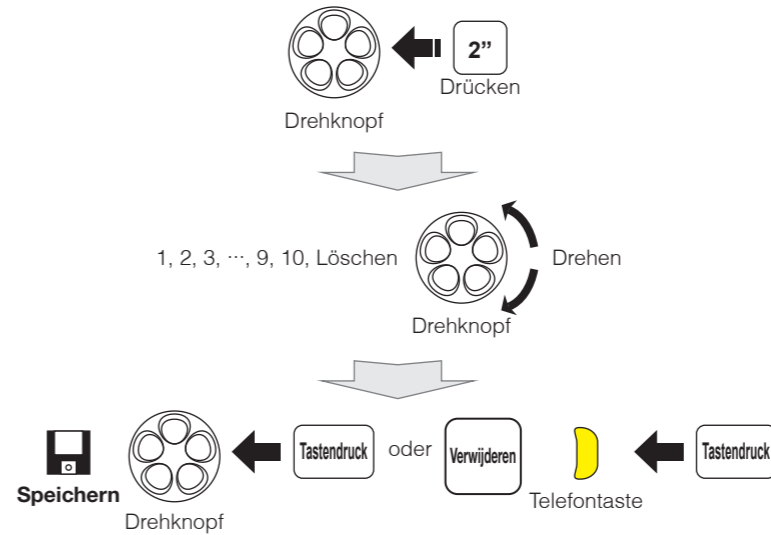 2”
Drücken
Drehknopf
1, 2, 3, ···, 9, 10, Löschen
Drehen
Drehknopf
Tastendruck oder Verwijderen Tastendruck
Speichern
Telefontaste
Drehknopf